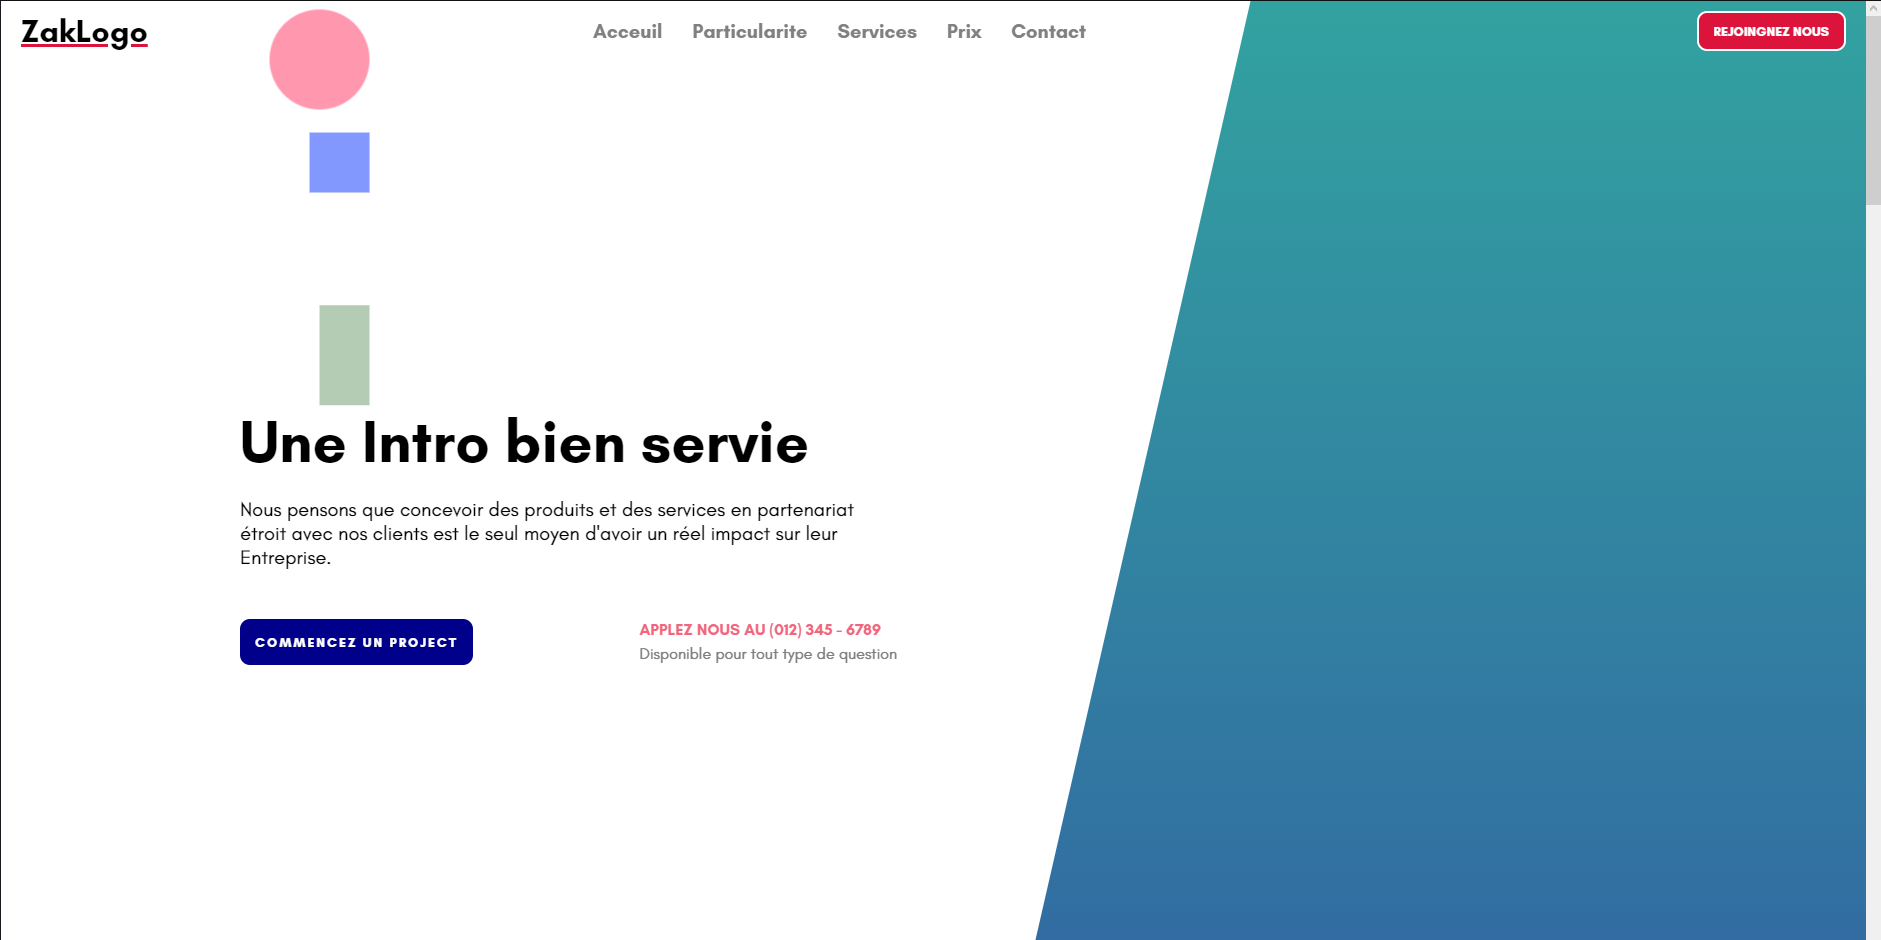 ZakLogo
Acceuil
Particularite
Services
Prix
Contact
REJOINGNEZ NOUS
Une Intro bien servie
Nous pensons que concevoir des produits et des services en partenariat
étroit avec nos clients est le seul moyen d'avoir un réel impact sur leur
Entreprise.
COMMENCEZ UN PROJECT
APPLEZ NOUS AU (012) 345 - 6789
Disponible pour tout type de question